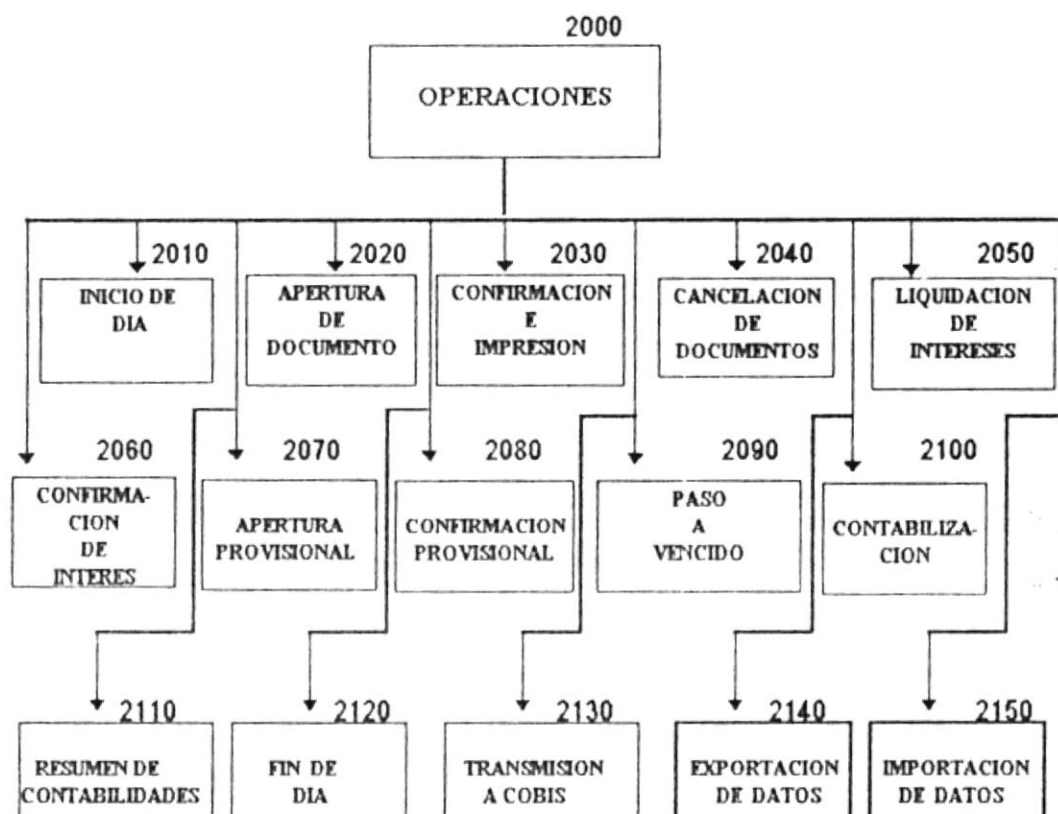 2000
OPERACIONES
2010
INICIO DE
DIA
2020
APERTURA
DE
DOCUMENTO
2030
CONFIRMACION
E
IMPRESION
2040
CANCELACION
DE
DOCUMENTOS
2050
LIQUIDACION
DE
INTERESES
2060
CONFIRMA-
CION
DE
INTERES
2070
APERTURA
PROVISIONAL
2080
CONFIRMACION
PROVISIONAL
2090
PASO
A
VENCIDO
2100
CONTABILIZA-
CION
2110
RESUMEN DE
CONTABILIDADES
2120
FIN DE
DIA
2130
TRANSMISION
A COBIS
2140
EXPORTACION
DE DATOS
2150
IMPORTACION
DE DATOS